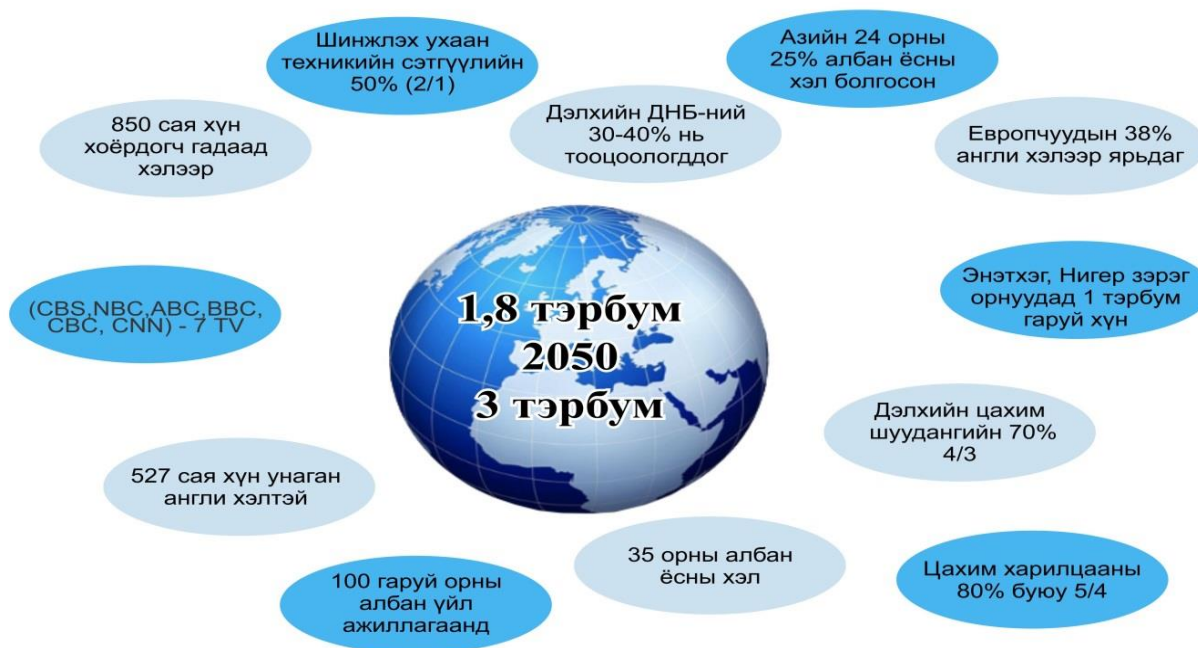 Шинжлэх ухаан
техникийн сэтгүүлийн
50% (2/1)
Азийн 24 орны
25% албан ёсны
хэл болгосон
850 сая хүн
хоёрдогч гадаад
хэлээр
Дэлхийн ДНБ-ний
30-40% нь
тооцоологддог
Европчуудын 38%
англи хэлээр ярьдаг
(CBS,NBC,ABC,BBC,
CBC, CNN) - 7 TV
1,8 тэрбум
2050
3 тэрбум
Энэтхэг, Нигер зэрэг
орнуудад 1 тэрбум
гаруй хүн
Дэлхийн цахим
шуудангийн 70%
4/3
527 сая хүн унаган
англи хэлтэй
100 гаруй орны
албан үйл
ажиллагаанд
35 орны албан
ёсны хэл
Цахим харилцааны
80% буюу 5/4